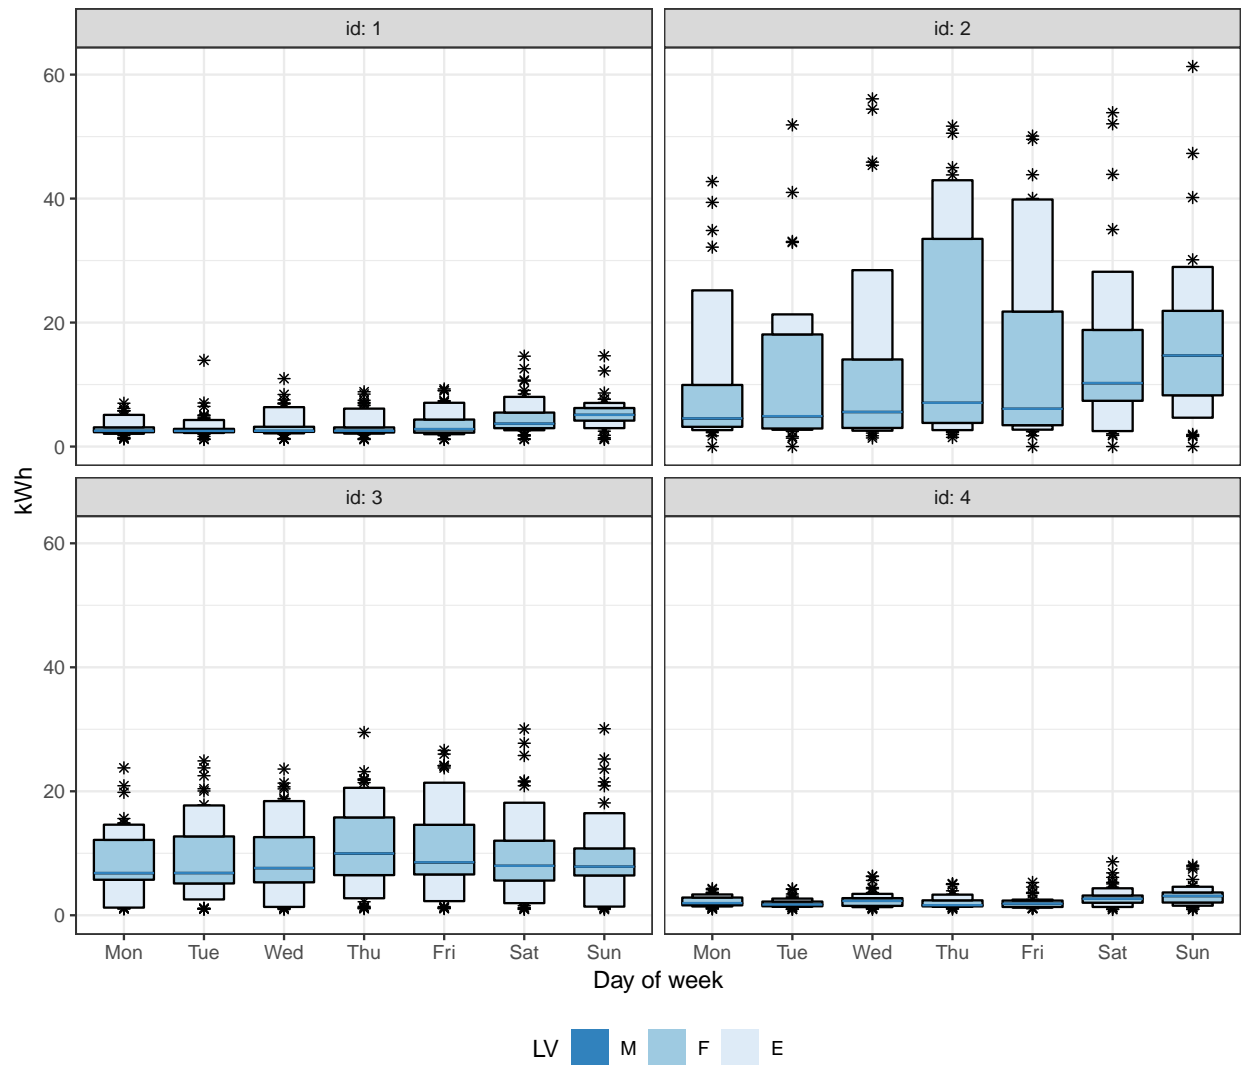 id: 1
id: 2
60
40
20
0
kWh
id: 3
id: 4
60
40
20
0
Mon Tue Wed Thu Fri Sat Sun
Mon Tue Wed Thu Fri Sat Sun
Day of week
LV M F E